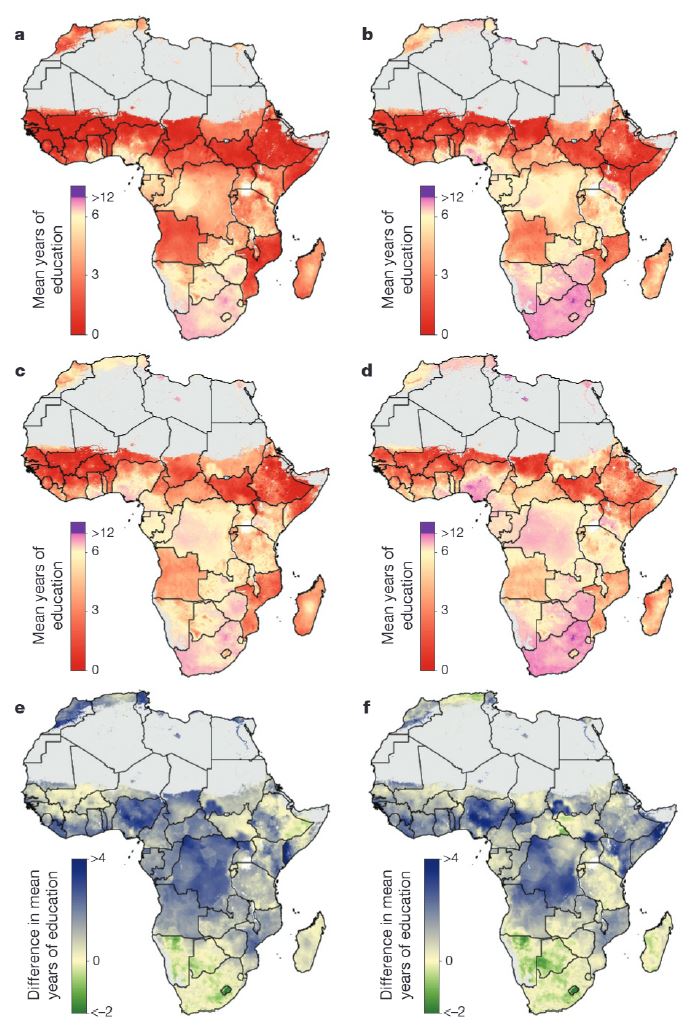 a
b
Mean years of
education
>12
6
3
0
Mean years of
education
>12
6
3
0
c
d
Mean years of
education
>12
6
3
0
Mean years of
education
>12
6
3
0
e
f
Difference in mean
years of education
>4
0
<–2
Difference in mean
years of education
>4
0
<–2